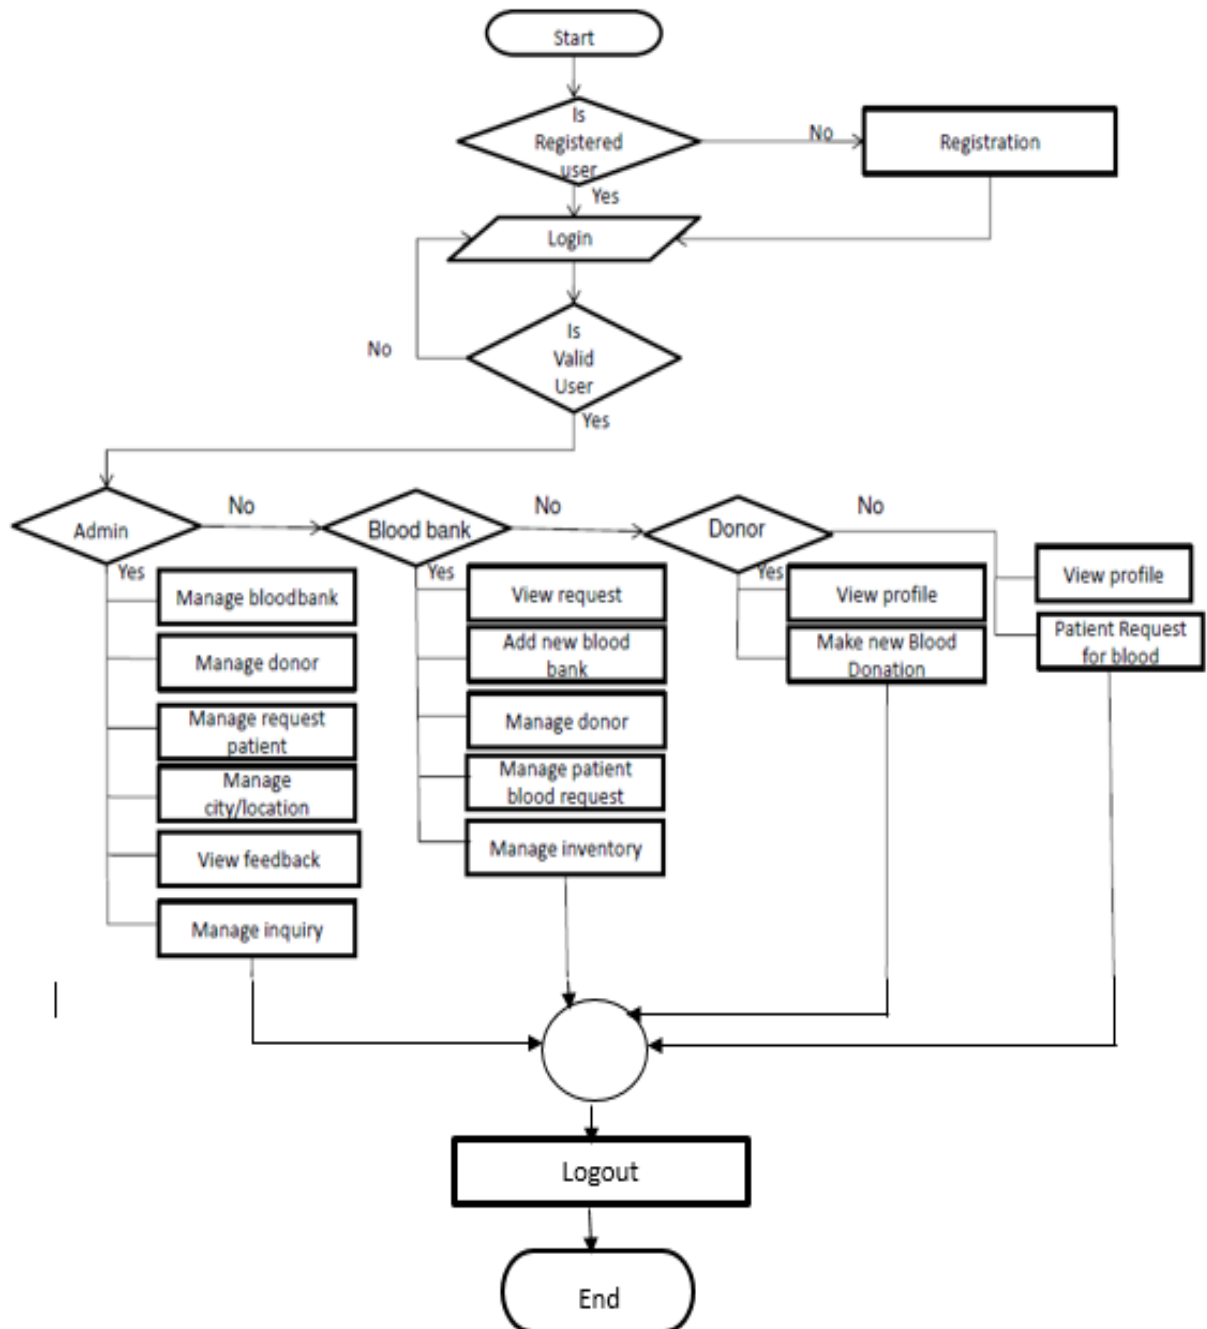 Start
Is
Registered
user
No
Registration
Yes
Login
Is
Valid
User
No
Yes
Admin
No
Blood bank
No
Donor
No
Yes
Manage bloodbank
Manage donor
Manage request
patient
Manage
city/location
View feedback
Manage inquiry
Yes
View request
Add new blood
bank
Manage donor
Manage patient
blood request
Manage inventory
Yes
View profile
Make new Blood
Donation
View profile
Patient Request
for blood
Logout
End